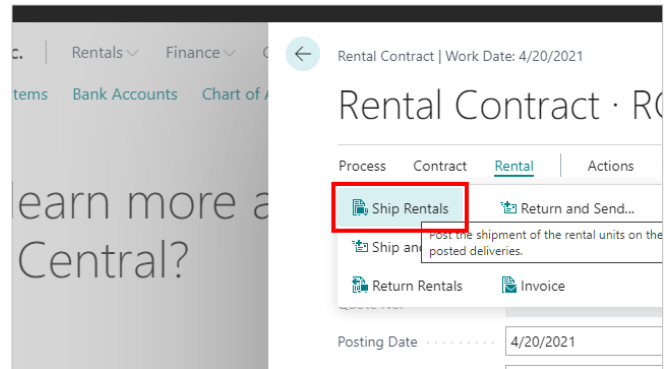 c. Rentals Finance
Rental Contract | Work Date: 4/20/2021
tems Bank Accounts Chart of
Rental Contract · R
Process Contract Rental Actions
Ship Rentals Return and Send...
Post the shipment of the rental units on the
posted deliveries.
Ship an
Return Rentals Invoice
earn more a
Central?
Posting Date 4/20/2021